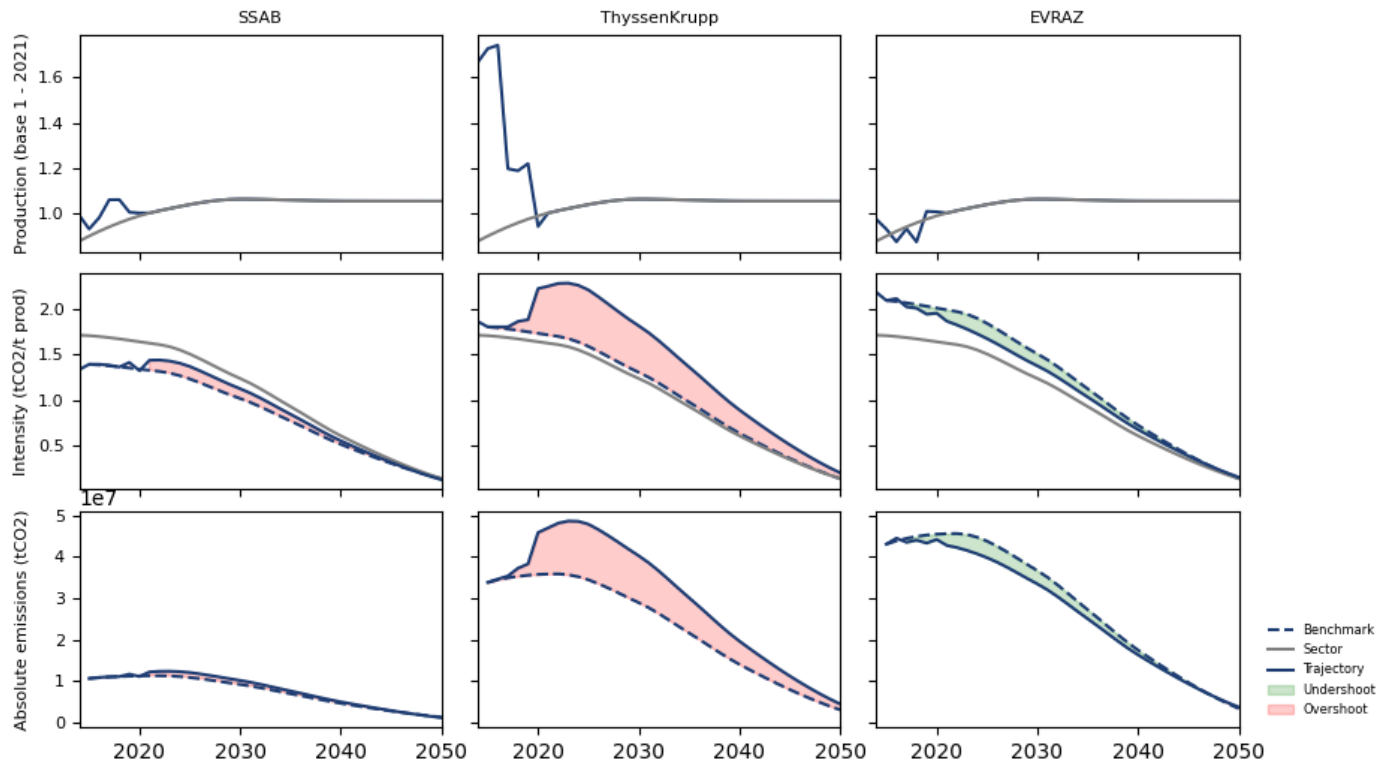 SSAB
ThyssenKrupp
EVRAZ
Production (base 1 - 2021)
1.6
1.4
1.2
1.0
Intensity (tCO2/t prod)
2.0
1.5
1.0
0.5
1e7
Absolute emissions (tCO2)
5
4
3
2
1
0
2020 2030 2040 2050
2020 2030 2040 2050
2020 2030 2040 2050
Benchmark
Sector
Trajectory
Undershoot
Overshoot